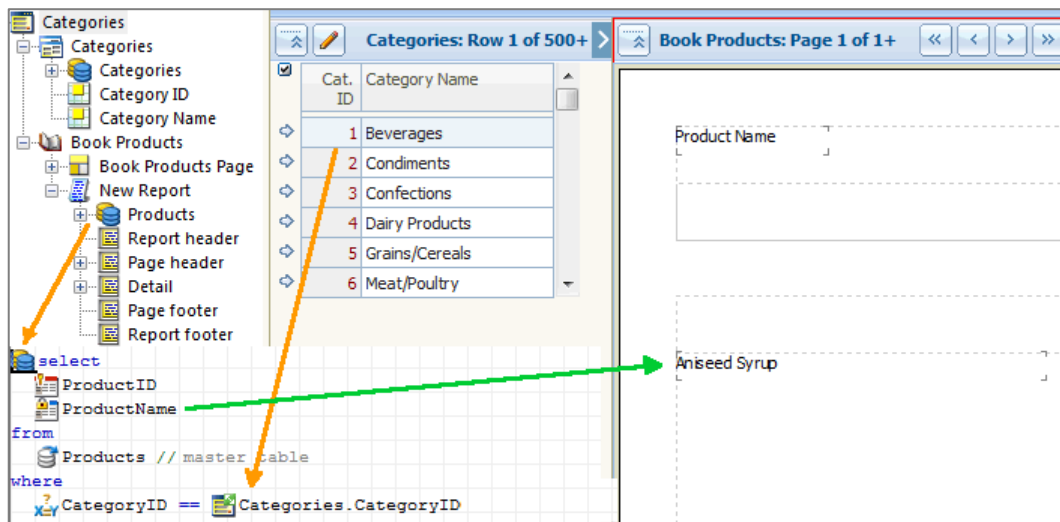 Categories
Categories
Categories
Category ID
Category Name
Book Products
Book Products Page
New Report
Products
Report header
Page header
Detail
Page footer
Report footer
Categories: Row 1 of 500+
Cat. ID Category Name
1 Beverages
2 Condiments
3 Confections
4 Dairy Products
5 Grains/Cereals
6 Meat/Poultry
Book Products: Page 1 of 1+
Product Name
Aniseed Syrup
select
ProductID
ProductName
from
Products // master table
where
CategoryID == Categories.CategoryID